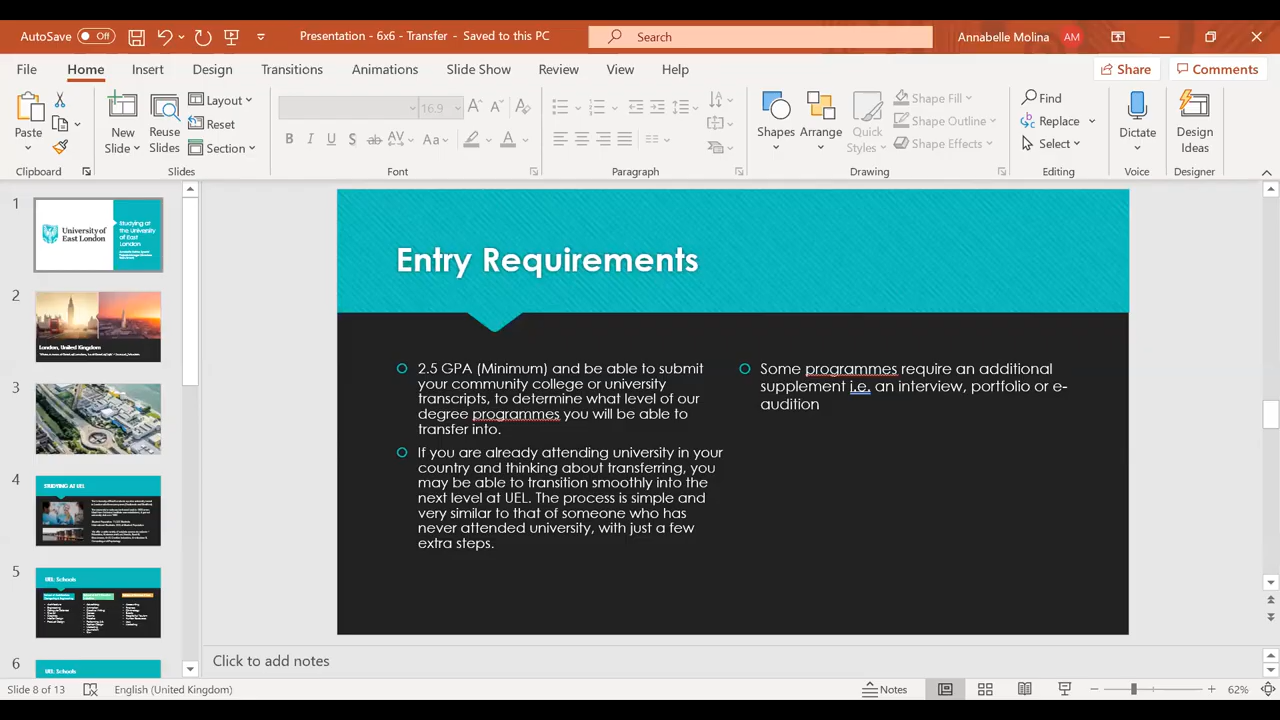 AutoSave Off Presentation - 6x6 - Transfer - Saved to this PC Search Annabelle Molina AM
File Home Insert Design Transitions Animations Slide Show Review View Help Share Comments
Paste New Slide Reuse Slides Layout Reset Section 16.9 Shapes Arrange Quick Styles Shape Fill Shape Outline Shape Effects Find Replace Select Dictate Design Ideas
Clipboard Slides Font Paragraph Drawing Editing Voice Designer
1
University of
East London
Studying at
the University
of East
London
2
London, United Kingdom
3
4
STUDYING AT UEL
5
UEL: Schools
6
UEL: Schools
Entry Requirements
2.5 GPA (Minimum) and be able to submit
your community college or university
transcripts, to determine what level of our
degree programmes you will be able to
transfer into.
If you are already attending university in your
country and thinking about transferring, you
may be able to transition smoothly into the
next level at UEL. The process is simple and
very similar to that of someone who has
never attended university, with just a few
extra steps.
Some programmes require an additional
supplement i.e. an interview, portfolio or e-
audition
Click to add notes
Slide 8 of 13 English (United Kingdom) Notes 62%